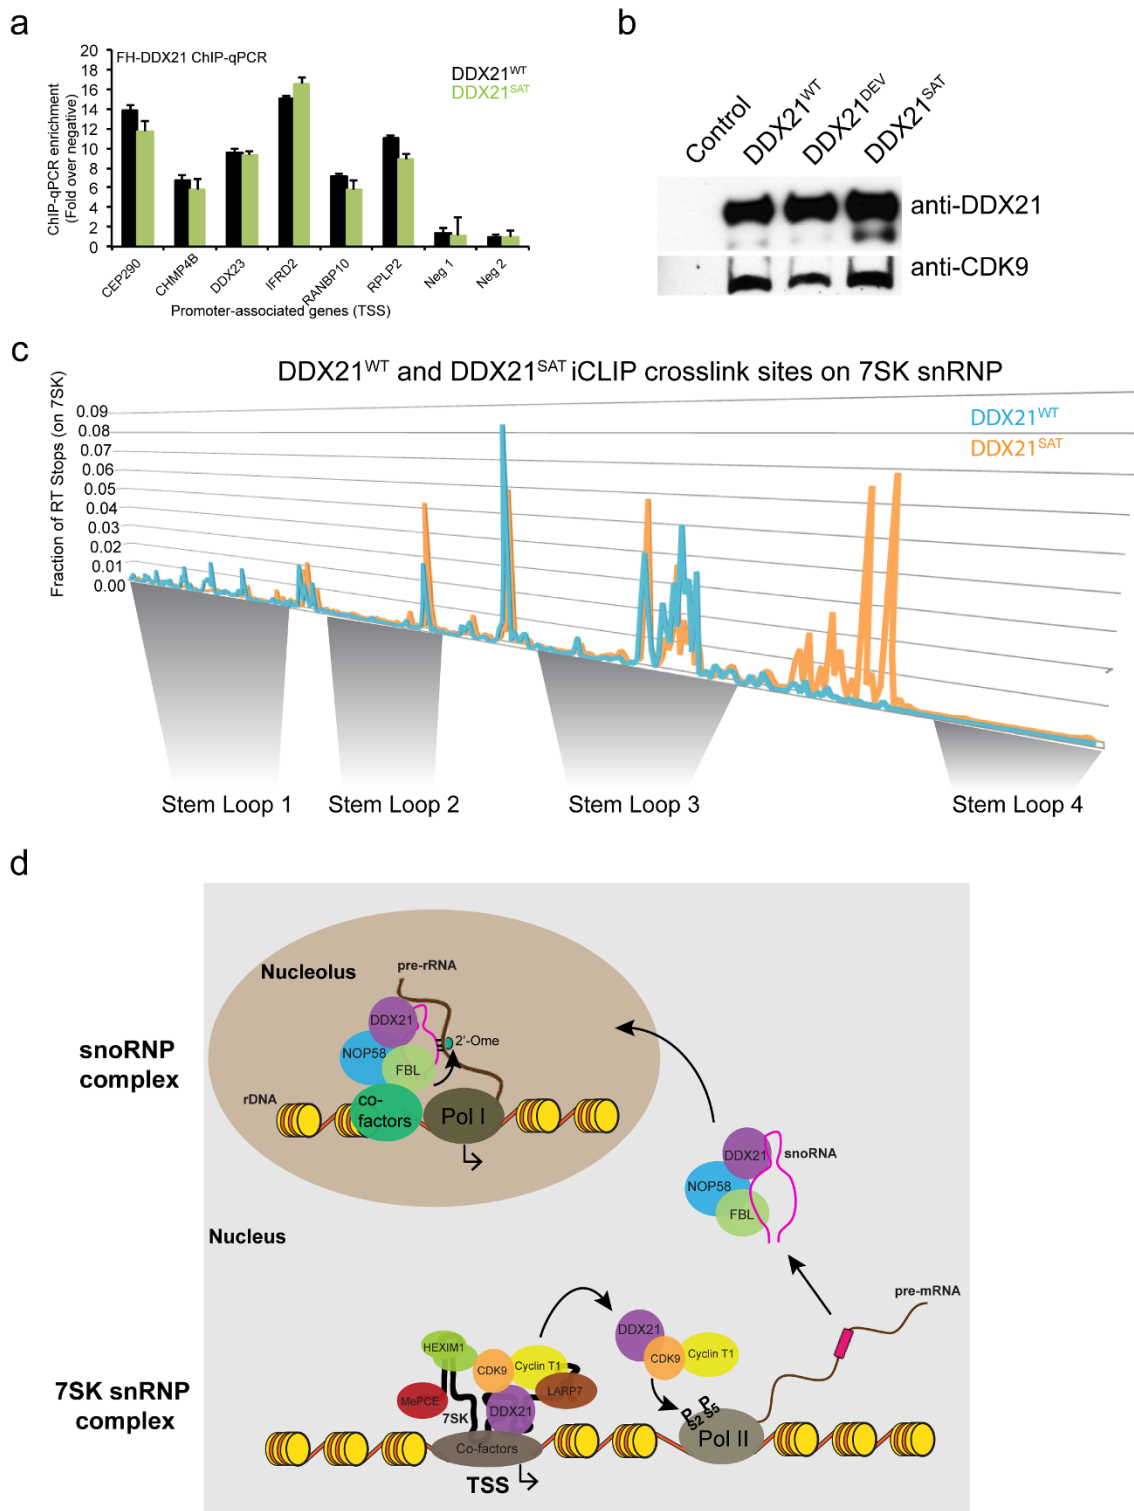 a
FH-DDX21 ChIP-qPCR
DDX21WT
DDX21SAT
ChIP-qPCR enrichment
(Fold over negative)
20
18
16
14
12
10
8
6
4
2
0
CEP290
CHMP4B
DDX23
IFRD2
RANBP10
RPLP2
Neg 1
Neg 2
Promoter-associated genes (TSS)
b
Control
DDX21WT
DDX21DEV
DDX21SAT
anti-DDX21
anti-CDK9
c
DDX21WT and DDX21SAT iCLIP crosslink sites on 7SK snRNP
DDX21WT
DDX21SAT
Fraction of RT Stops (on 7SK)
0.09
0.08
0.07
0.06
0.05
0.04
0.03
0.02
0.01
0.00
Stem Loop 1
Stem Loop 2
Stem Loop 3
Stem Loop 4
d
snoRNP
complex
Nucleolus
pre-rRNA
DDX21
NOP58
FBL
2'-Ome
rDNA
co-
factors
Pol I
DDX21
snoRNA
NOP58
FBL
Nucleus
pre-mRNA
7SK snRNP
complex
HEXIM1
CDK9
Cyclin T1
MePCE
LARP7
7SK
DDX21
Co-factors
TSS
DDX21
CDK9
Cyclin T1
P P
S2 S5
Pol II